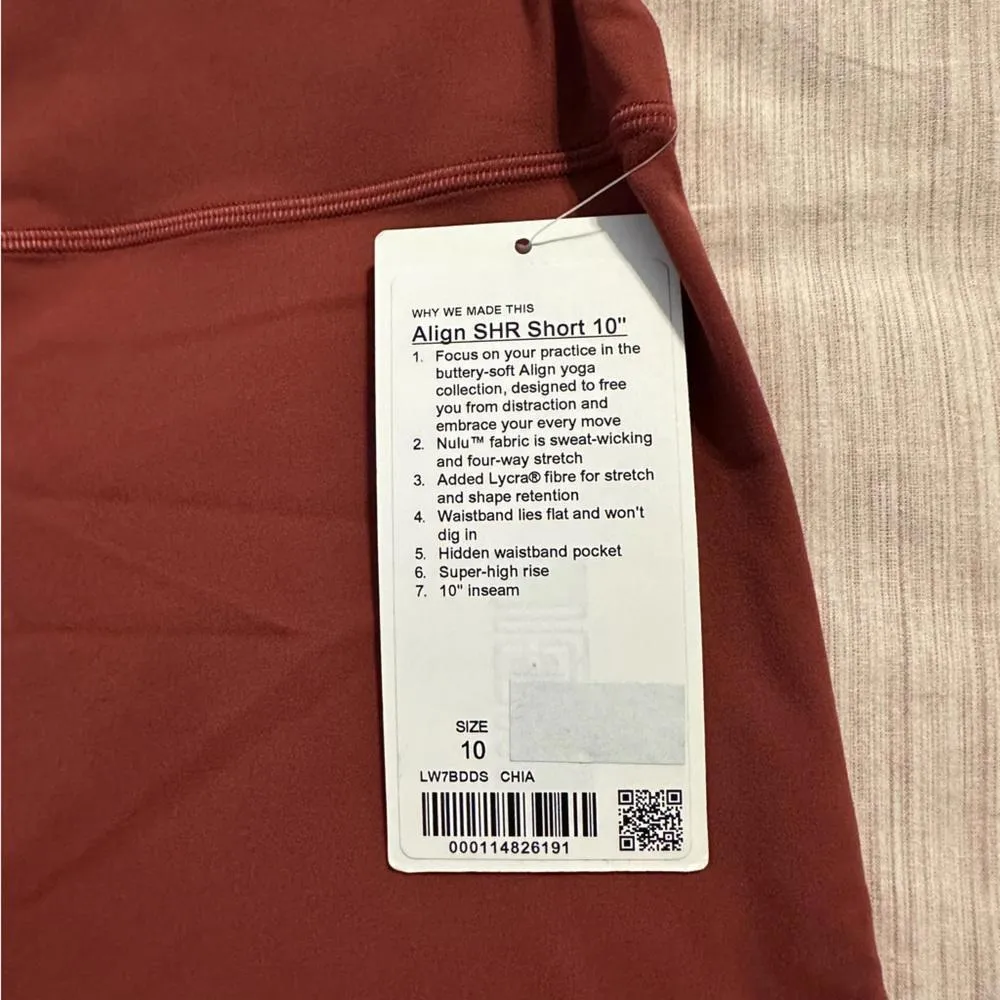 WHY WE MADE THIS
Align SHR Short 10"
1. Focus on your practice in the
buttery-soft Align yoga
collection, designed to free
you from distraction and
embrace your every move
2. Nulu™ fabric is sweat-wicking
and four-way stretch
3. Added Lycra® fibre for stretch
and shape retention
4. Waistband lies flat and won't
dig in
5. Hidden waistband pocket
6. Super-high rise
7. 10" inseam
SIZE
10
LW7BDDS CHIA
000114826191